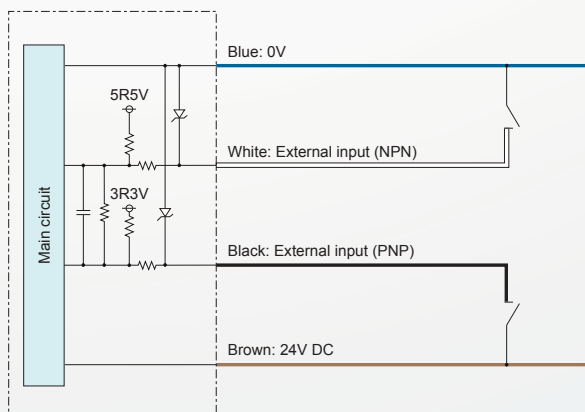 Blue: 0V
5R5V
White: External input (NPN)
3R3V
Main circuit
Black: External input (PNP)
Brown: 24V DC